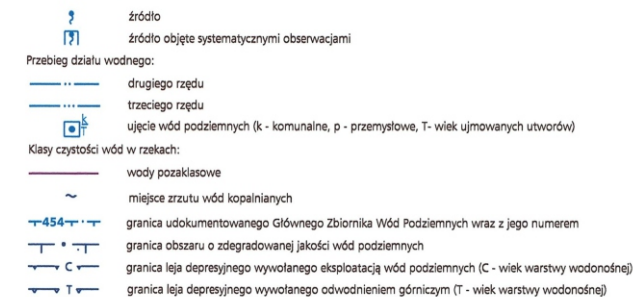 źródło
źródło objęte systematycznymi obserwacjami
Przebieg działu wodnego:
drugiego rzędu
trzeciego rzędu
k
T
ujęcie wód podziemnych (k - komunalne, p - przemysłowe, T- wiek ujmowanych utworów)
Klasy czystości wód w rzekach:
wody pozaklasowe
miejsce zrzutu wód kopalnianych
454 granica udokumentowanego Głównego Zbiornika Wód Podziemnych wraz z jego numerem
granica obszaru o zdegradowanej jakości wód podziemnych
C granica leja depresyjnego wywołanego eksploatacją wód podziemnych (C - wiek warstwy wodonośnej)
T granica leja depresyjnego wywołanego odwodnieniem górniczym (T - wiek warstwy wodonośnej)